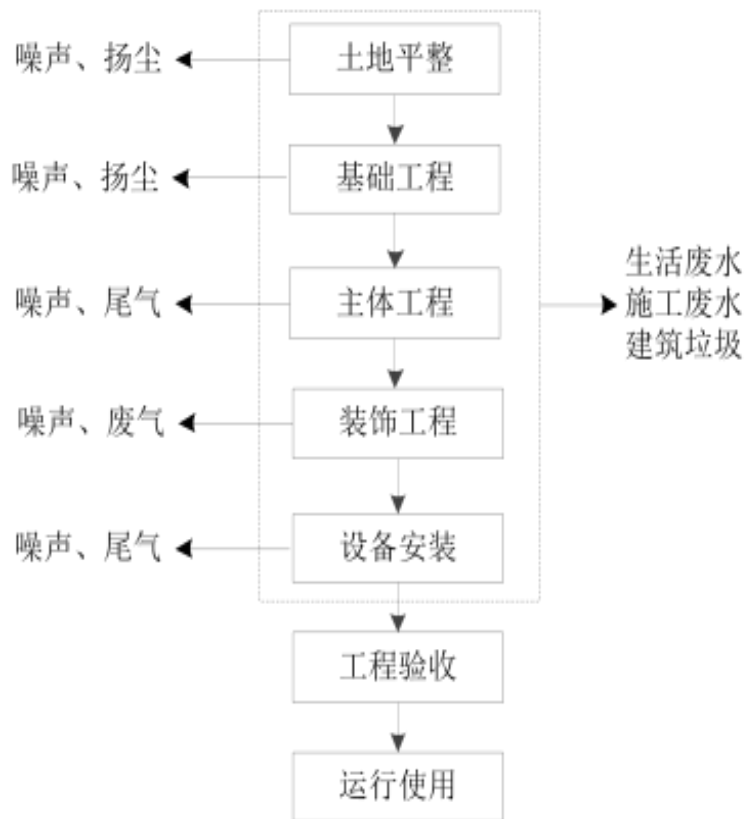 噪声、扬尘
土地平整
噪声、扬尘
基础工程
噪声、尾气
主体工程
生活废水
施工废水
建筑垃圾
噪声、废气
装饰工程
噪声、尾气
设备安装
工程验收
运行使用